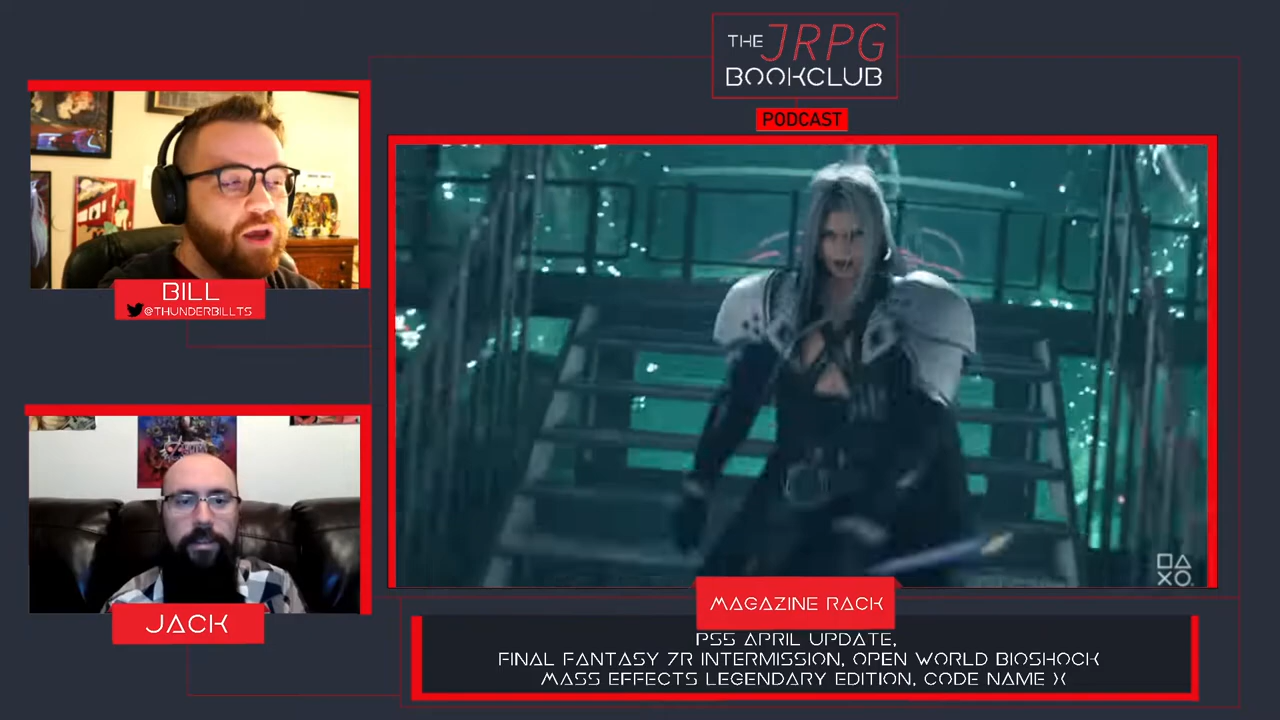 THE JRPG
BOOKCLUB
PODCAST
BILL
@THUNDERBILLTS
JACK
MAGAZINE RACK
PS5 APRIL UPDATE,
FINAL FANTASY 7R INTERMISSION, OPEN WORLD BIOSHOCK
MASS EFFECTS LEGENDARY EDITION, CODE NAME X